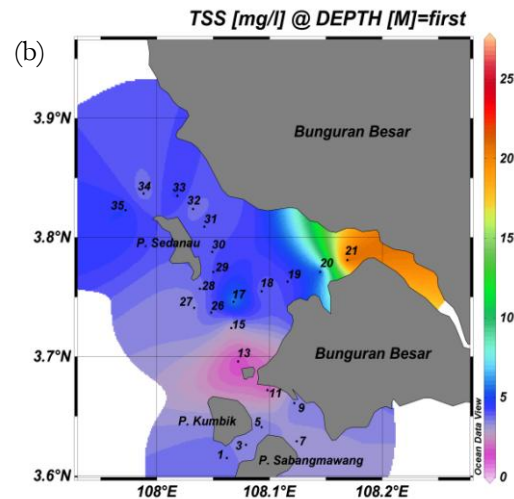 TSS [mg/l] @ DEPTH [M]=first
(b)
3.9°N
3.8°N
3.7°N
3.6°N
Bunguran Besar
34
33
35
32
31
P. Sedanau
30
29
28
27
26
17
18
19
20
21
15
Bunguran Besar
13
11
9
P. Kumbik
5
7
3
1
P. Sabangmawang
108°E
108.1°E
108.2°E
25
20
15
10
5
0
Ocean Data View